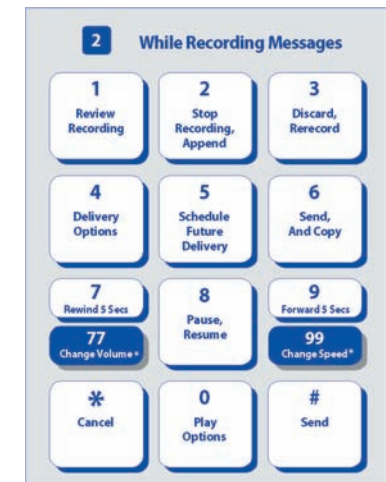 2 While Recording Messages
1
Review
Recording
2
Stop
Recording,
Append
3
Discard,
Rerecord
4
Delivery
Options
5
Schedule
Future
Delivery
6
Send,
And Copy
7
Rewind 5 Secs
77
Change Volume*
8
Pause,
Resume
9
Forward 5 Secs
99
Change Speed*
*
Cancel
0
Play
Options
#
Send